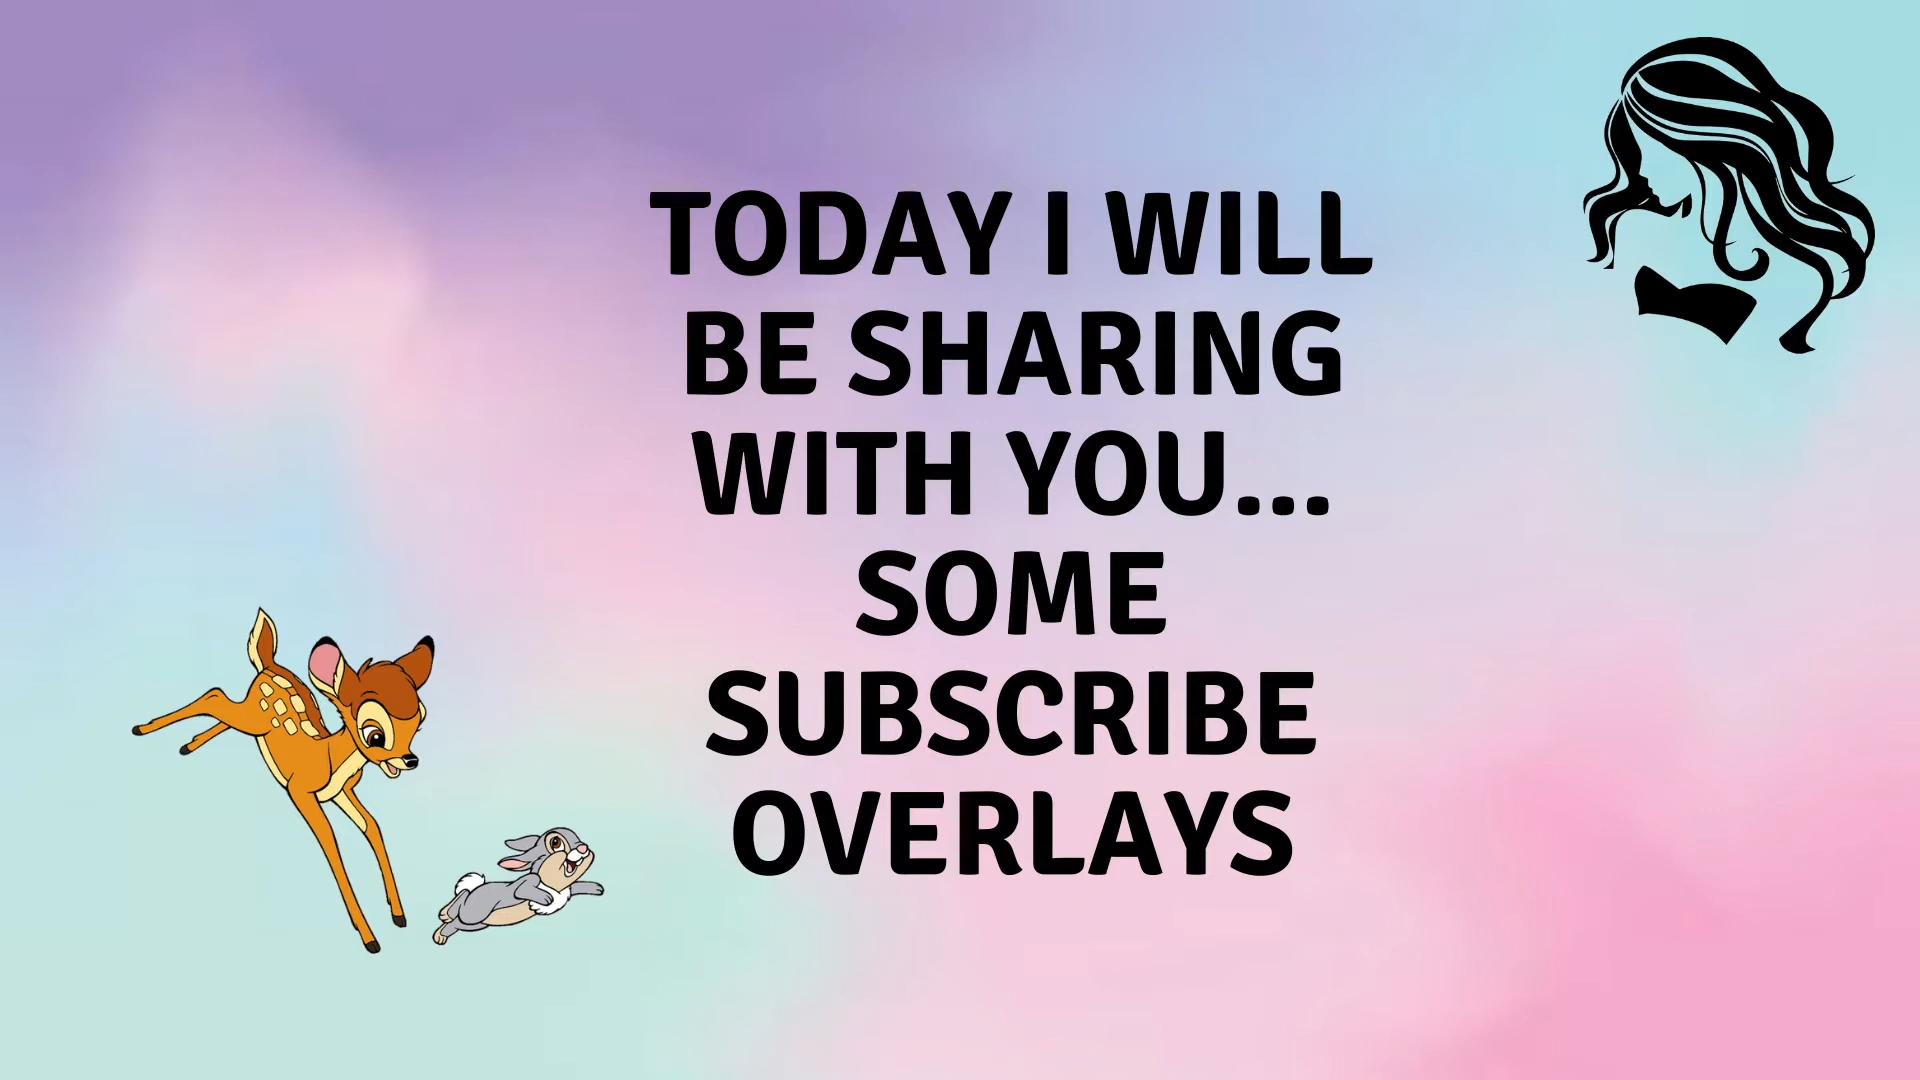 TODAY I WILL
BE SHARING
WITH YOU...
SOME
SUBSCRIBE
OVERLAYS